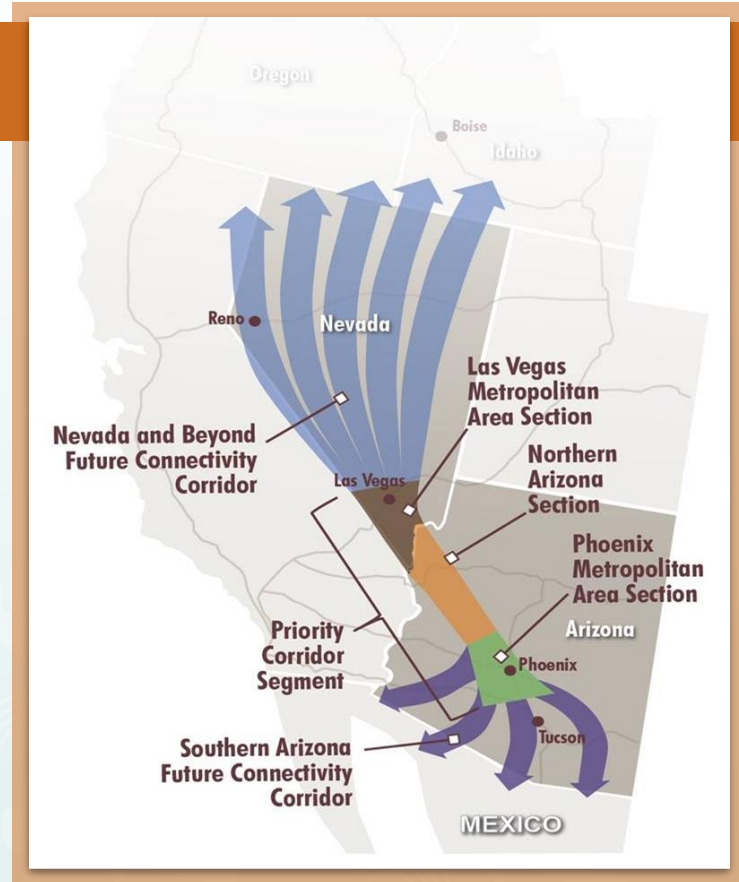 Oregon
Boise
Idaho
Reno
Nevada
Las Vegas
Metropolitan
Area Section
Nevada and Beyond
Future Connectivity
Corridor
Northern
Arizona
Section
Las Vegas
Phoenix
Metropolitan
Area Section
Priority
Corridor
Segment
Arizona
Phoenix
Southern Arizona
Future Connectivity
Corridor
Tucson
MEXICO